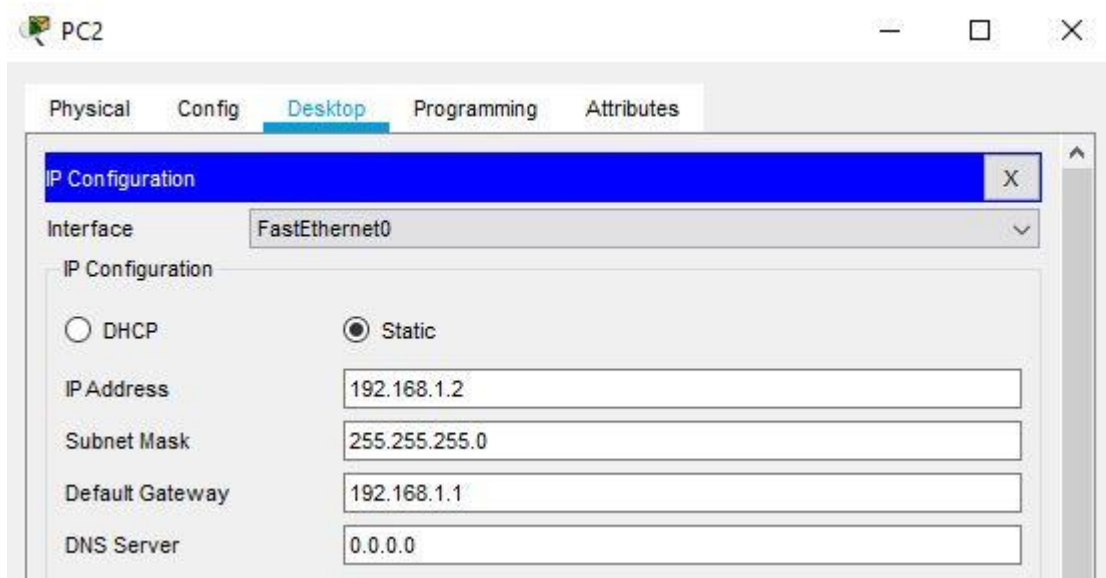 PC2
Physical Config Desktop Programming Attributes
IP Configuration X
Interface FastEthernet0
IP Configuration
DHCP Static
IP Address 192.168.1.2
Subnet Mask 255.255.255.0
Default Gateway 192.168.1.1
DNS Server 0.0.0.0